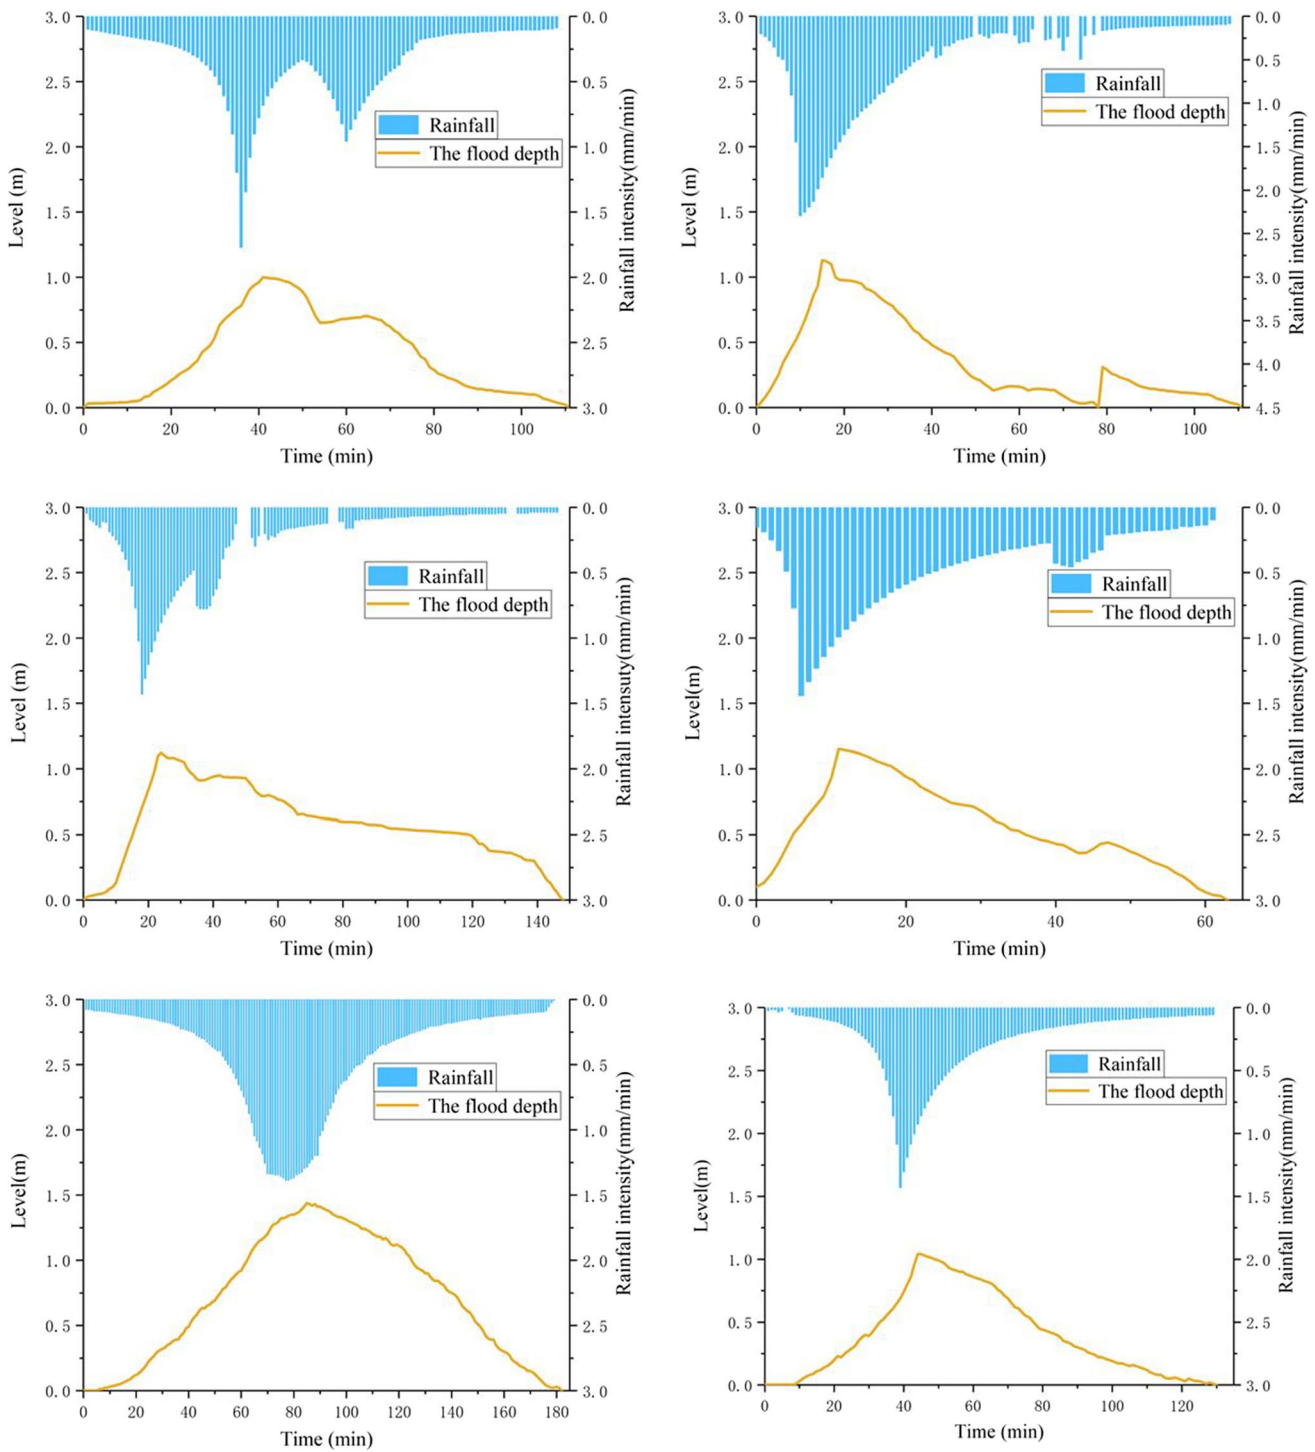 3.0
2.5
2.0
1.5
1.0
0.5
0.0
Level (m)
0 20 40 60 80 100
Time (min)
0.0
0.5
1.0
1.5
2.0
2.5
3.0
Rainfall intensity(mm/min)
Rainfall
The flood depth
3.0
2.5
2.0
1.5
1.0
0.5
0.0
Level (m)
0 20 40 60 80 100
Time (min)
0.0
0.5
1.0
1.5
2.0
2.5
3.0
3.5
4.0
4.5
Rainfall intensity(mm/min)
Rainfall
The flood depth
3.0
2.5
2.0
1.5
1.0
0.5
0.0
Level (m)
0 20 40 60 80 100 120 140
Time (min)
0.0
0.5
1.0
1.5
2.0
2.5
3.0
Rainfall intensuty(mm/min)
Rainfall
The flood depth
3.0
2.5
2.0
1.5
1.0
0.5
0.0
Level(m)
0 20 40 60
Time (min)
0.0
0.5
1.0
1.5
2.0
2.5
3.0
Rainfall intensity(mm/min)
Rainfall
The flood depth
3.0
2.5
2.0
1.5
1.0
0.5
0.0
Level(m)
0 20 40 60 80 100 120 140 160 180
Time (min)
0.0
0.5
1.0
1.5
2.0
2.5
3.0
Rainfall intensity(mm/min)
Rainfall
The flood depth
3.0
2.5
2.0
1.5
1.0
0.5
0.0
Level(m)
0 20 40 60 80 100 120
Time (min)
0.0
0.5
1.0
1.5
2.0
2.5
3.0
Rainfall intensity(mm/min)
Rainfall
The flood depth